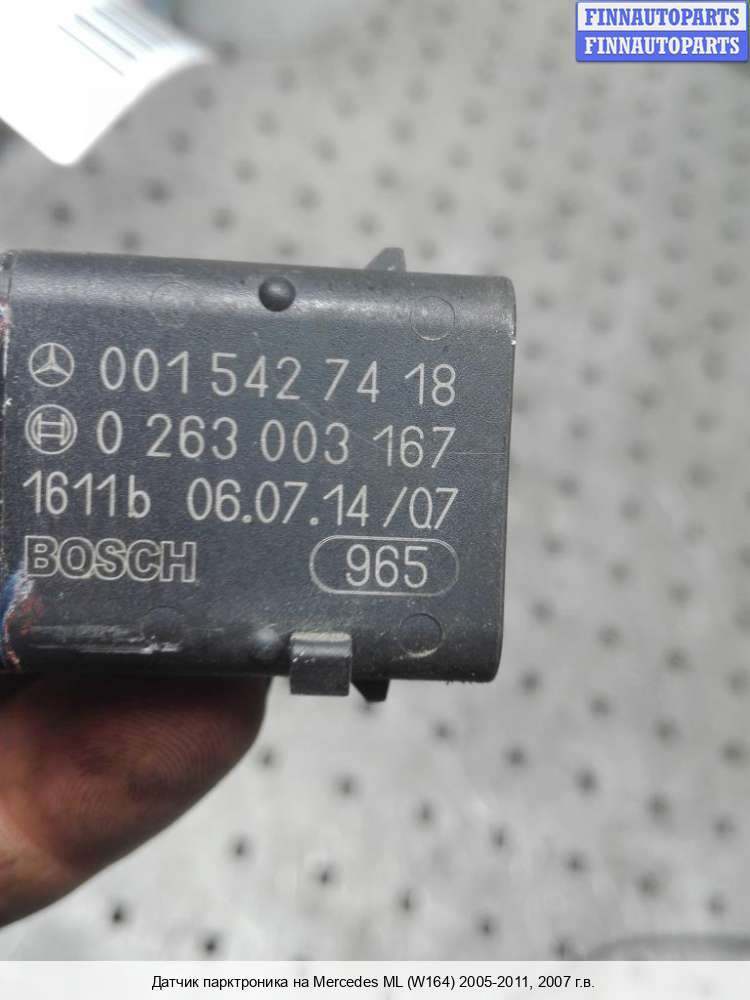 FINNAUTOPARTS
FINNAUTOPARTS
001 542 74 18
0 263 003 167
1611b 06.07.14/07
BOSCH 965
Датчик парктроника на Mercedes ML (W164) 2005-2011, 2007 г.в.